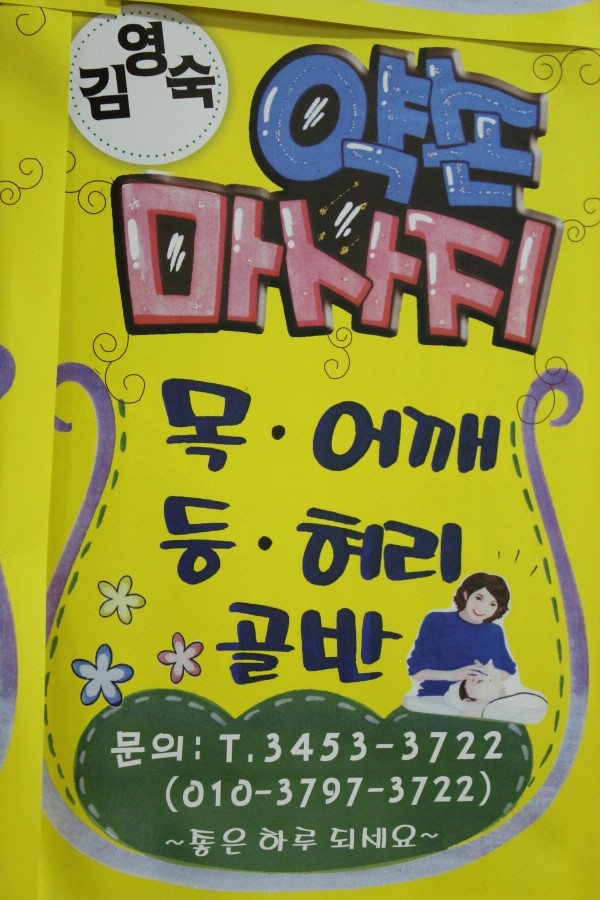 김영숙
약손
마사지
목·어깨
등·허리
골반
문의: T.3453-3722
(010-3797-3722)
~좋은 하루 되세요~